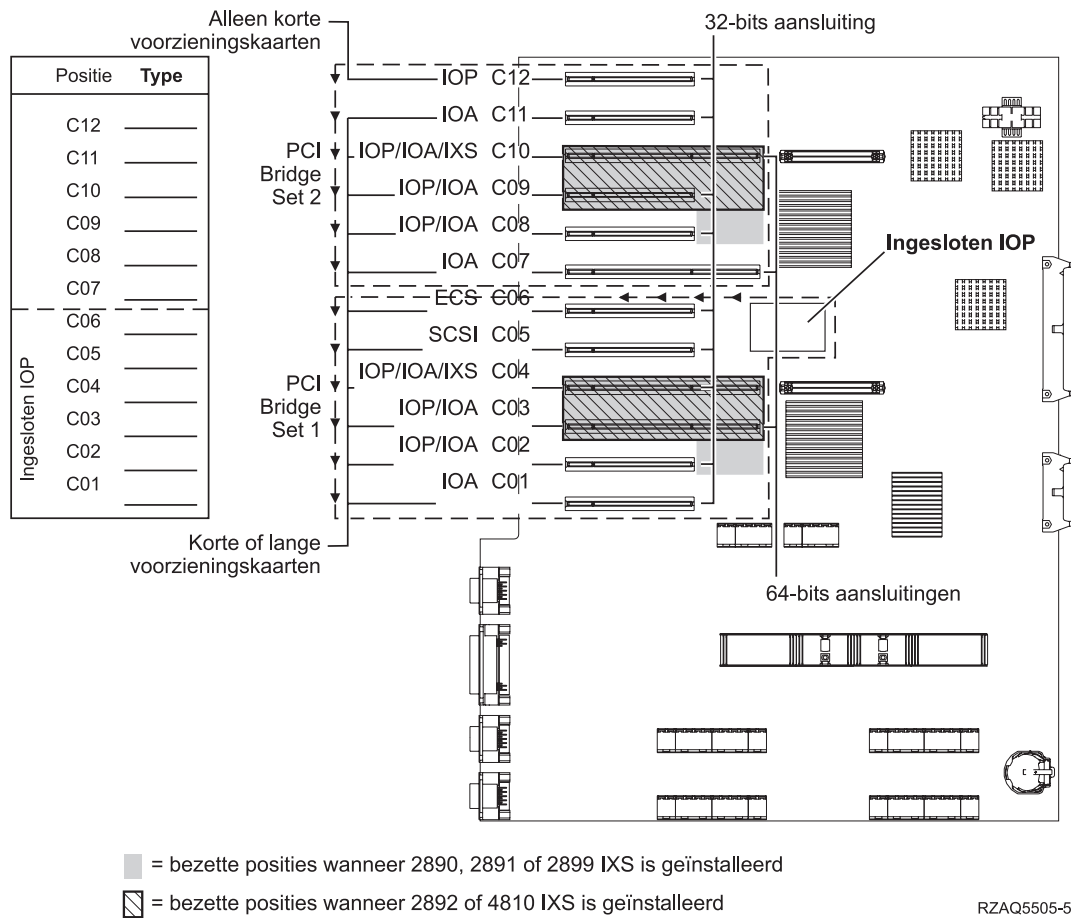 Alleen korte
voorzieningskaarten
32-bits aansluiting
Positie Type
C12
C11
C10
C09
C08
C07
C06
C05
C04
C03
C02
C01
Ingesloten IOP
PCI
Bridge
Set 2
IOP C12
IOA C11
IOP/IOA/IXS C10
IOP/IOA C09
IOP/IOA C08
IOA C07
Ingesloten IOP
PCI
Bridge
Set 1
ECS C06
SCSI C05
IOP/IOA/IXS C04
IOP/IOA C03
IOP/IOA C02
IOA C01
Korte of lange
voorzieningskaarten
64-bits aansluitingen
= bezette posities wanneer 2890, 2891 of 2899 IXS is geïnstalleerd
= bezette posities wanneer 2892 of 4810 IXS is geïnstalleerd
RZAQ5505-5